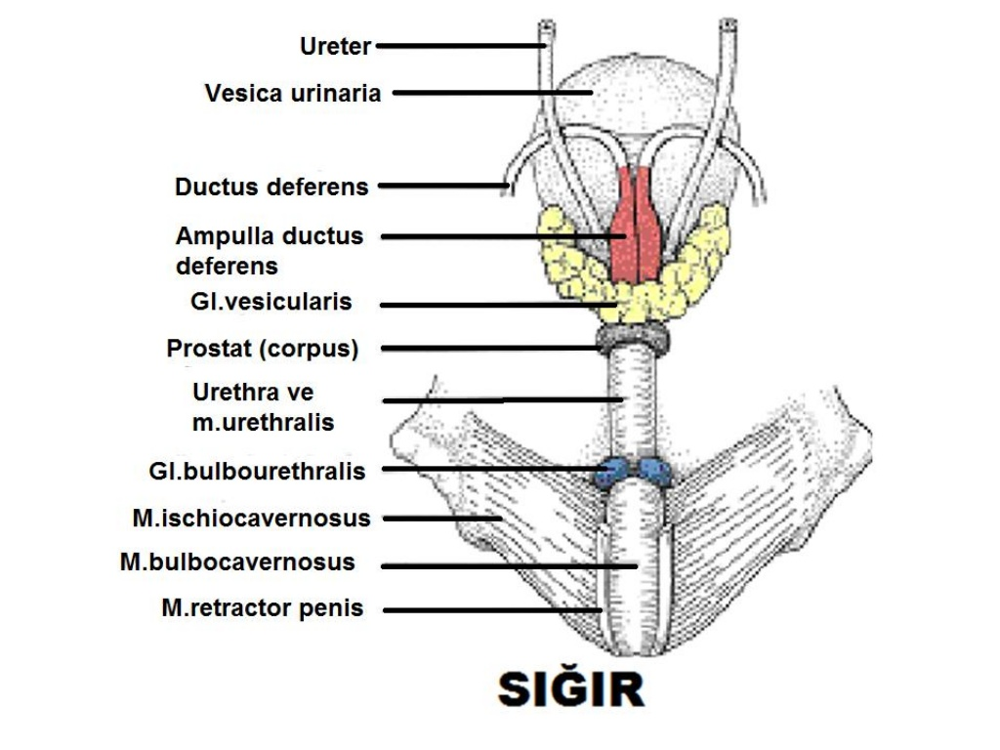 Ureter
Vesica urinaria
Ductus deferens
Ampulla ductus
deferens
Gl.vesicularis
Prostat (corpus)
Urethra ve
m.urethralis
Gl.bulbourethralis
M.ischiocavernosus
M.bulbocavernosus
M.retractor penis
SIĞIR